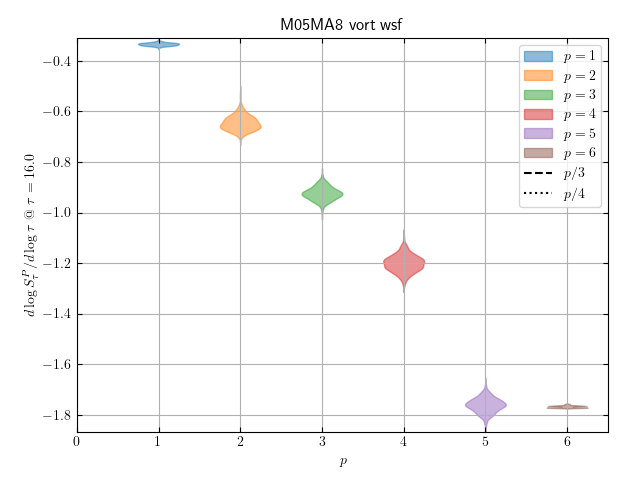 M05MA8 vort wsf
−0.4
−0.6
−0.8
−1.0
−1.2
−1.4
−1.6
−1.8
d log S_τ^P / d log τ @ τ = 16.0
p = 1
p = 2
p = 3
p = 4
p = 5
p = 6
p/3
p/4
0 1 2 3 4 5 6
p